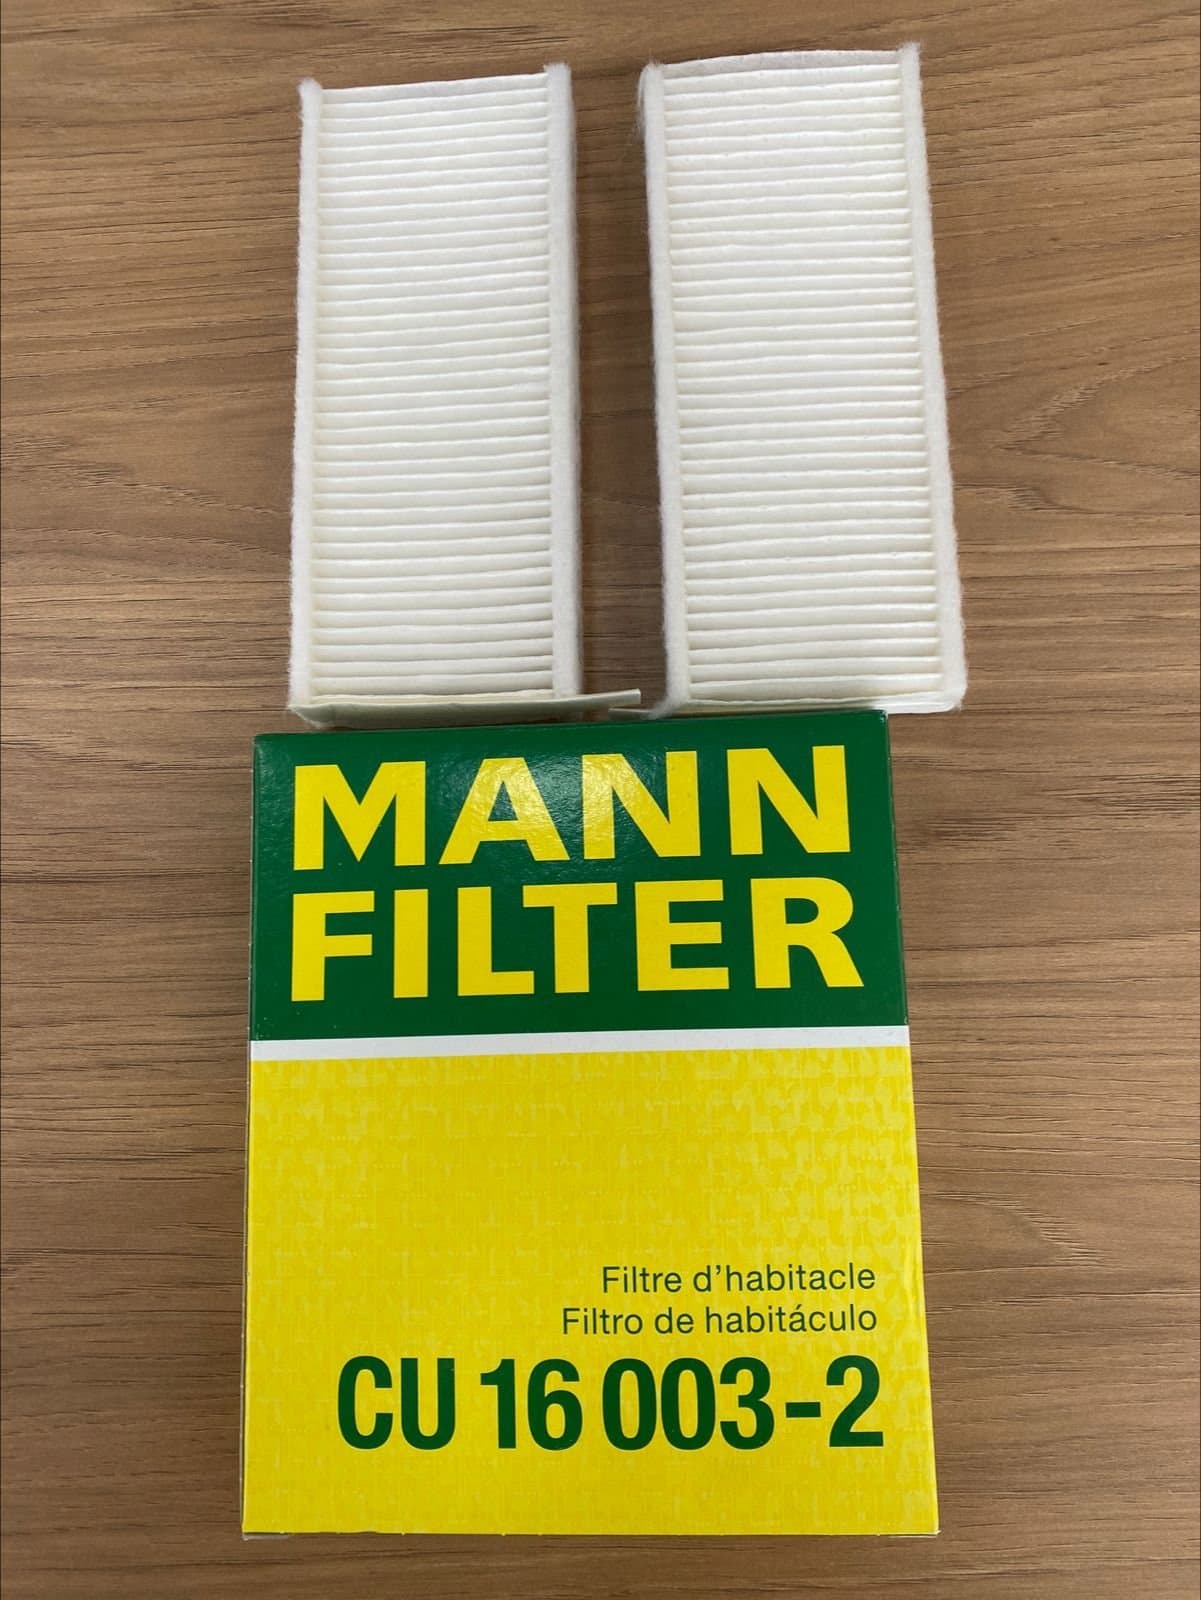 MANN
FILTER
Filtre d'habitacle
Filtro de habitáculo
CU 16 003-2